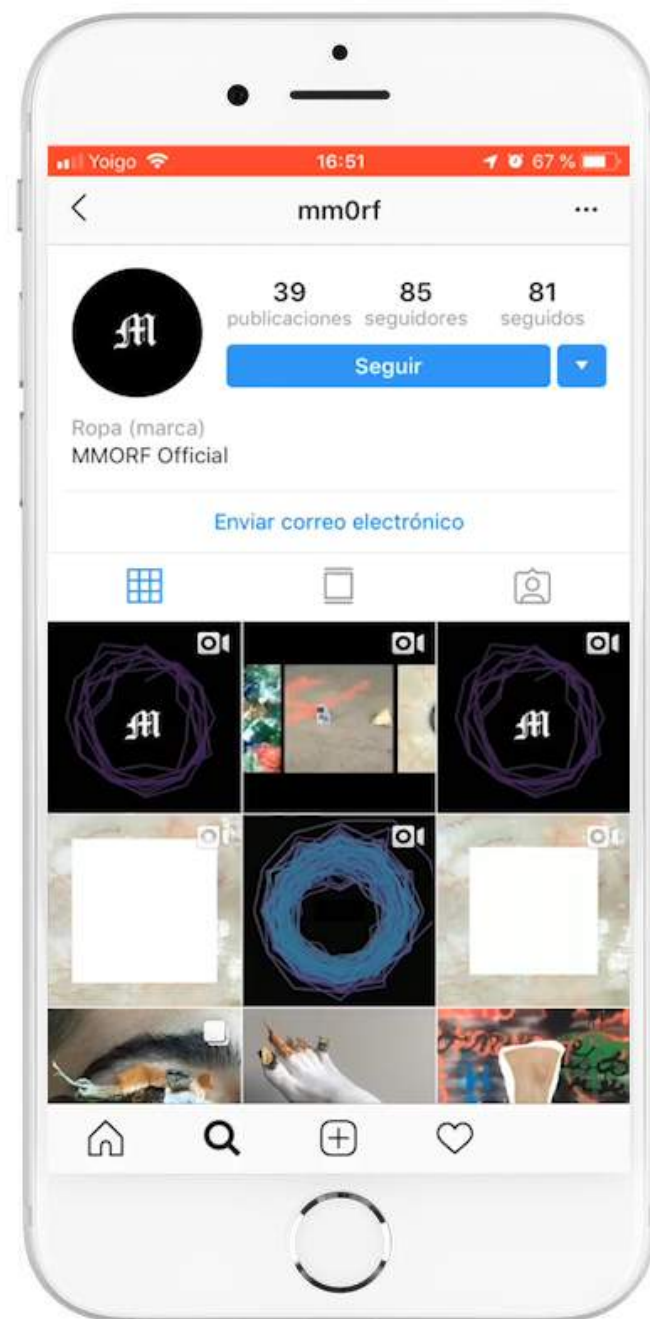 Yoigo 16:51 67 %
mm0rf
M
39 85 81
publicaciones seguidores seguidos
Seguir
Ropa (marca)
MMORF Official
Enviar correo electrónico
M M